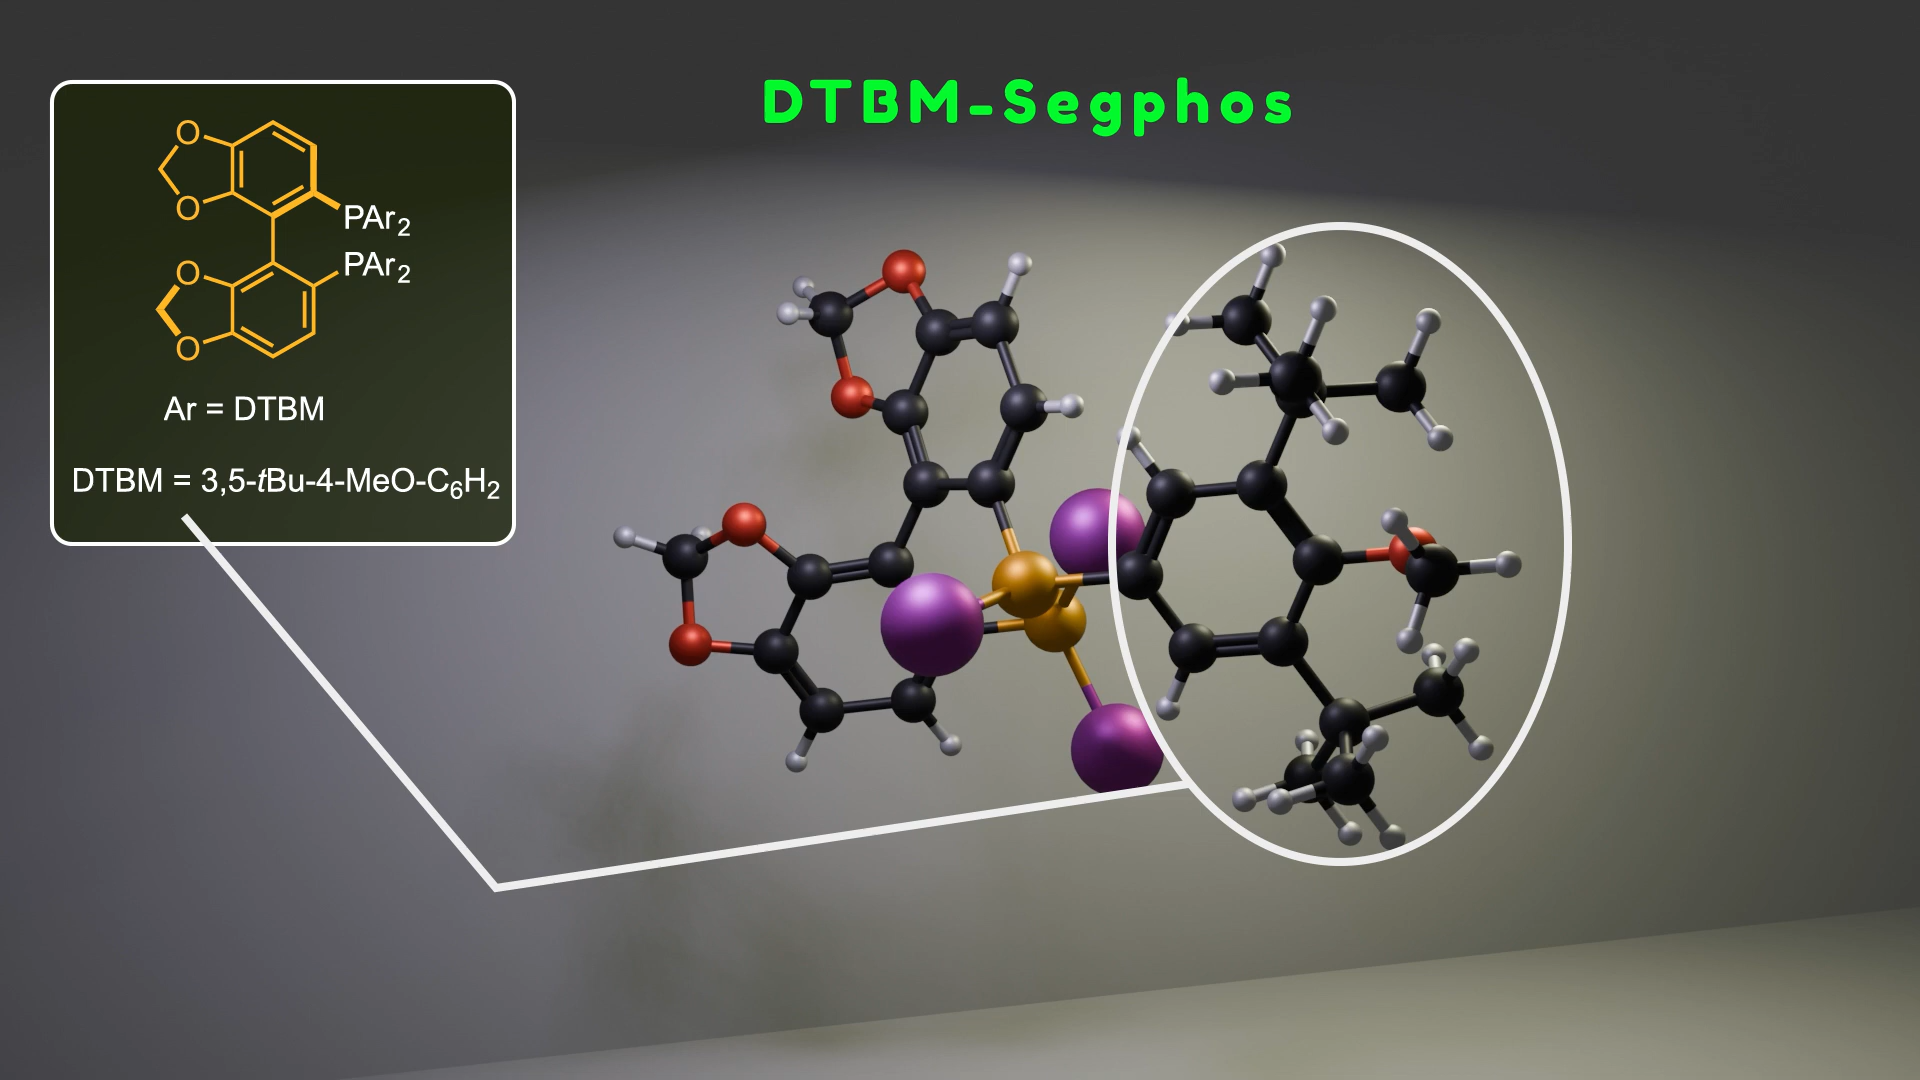 DTBM-Segphos
O
O
PAr₂
PAr₂
O
O
Ar = DTBM
DTBM = 3,5-tBu-4-MeO-C₆H₂